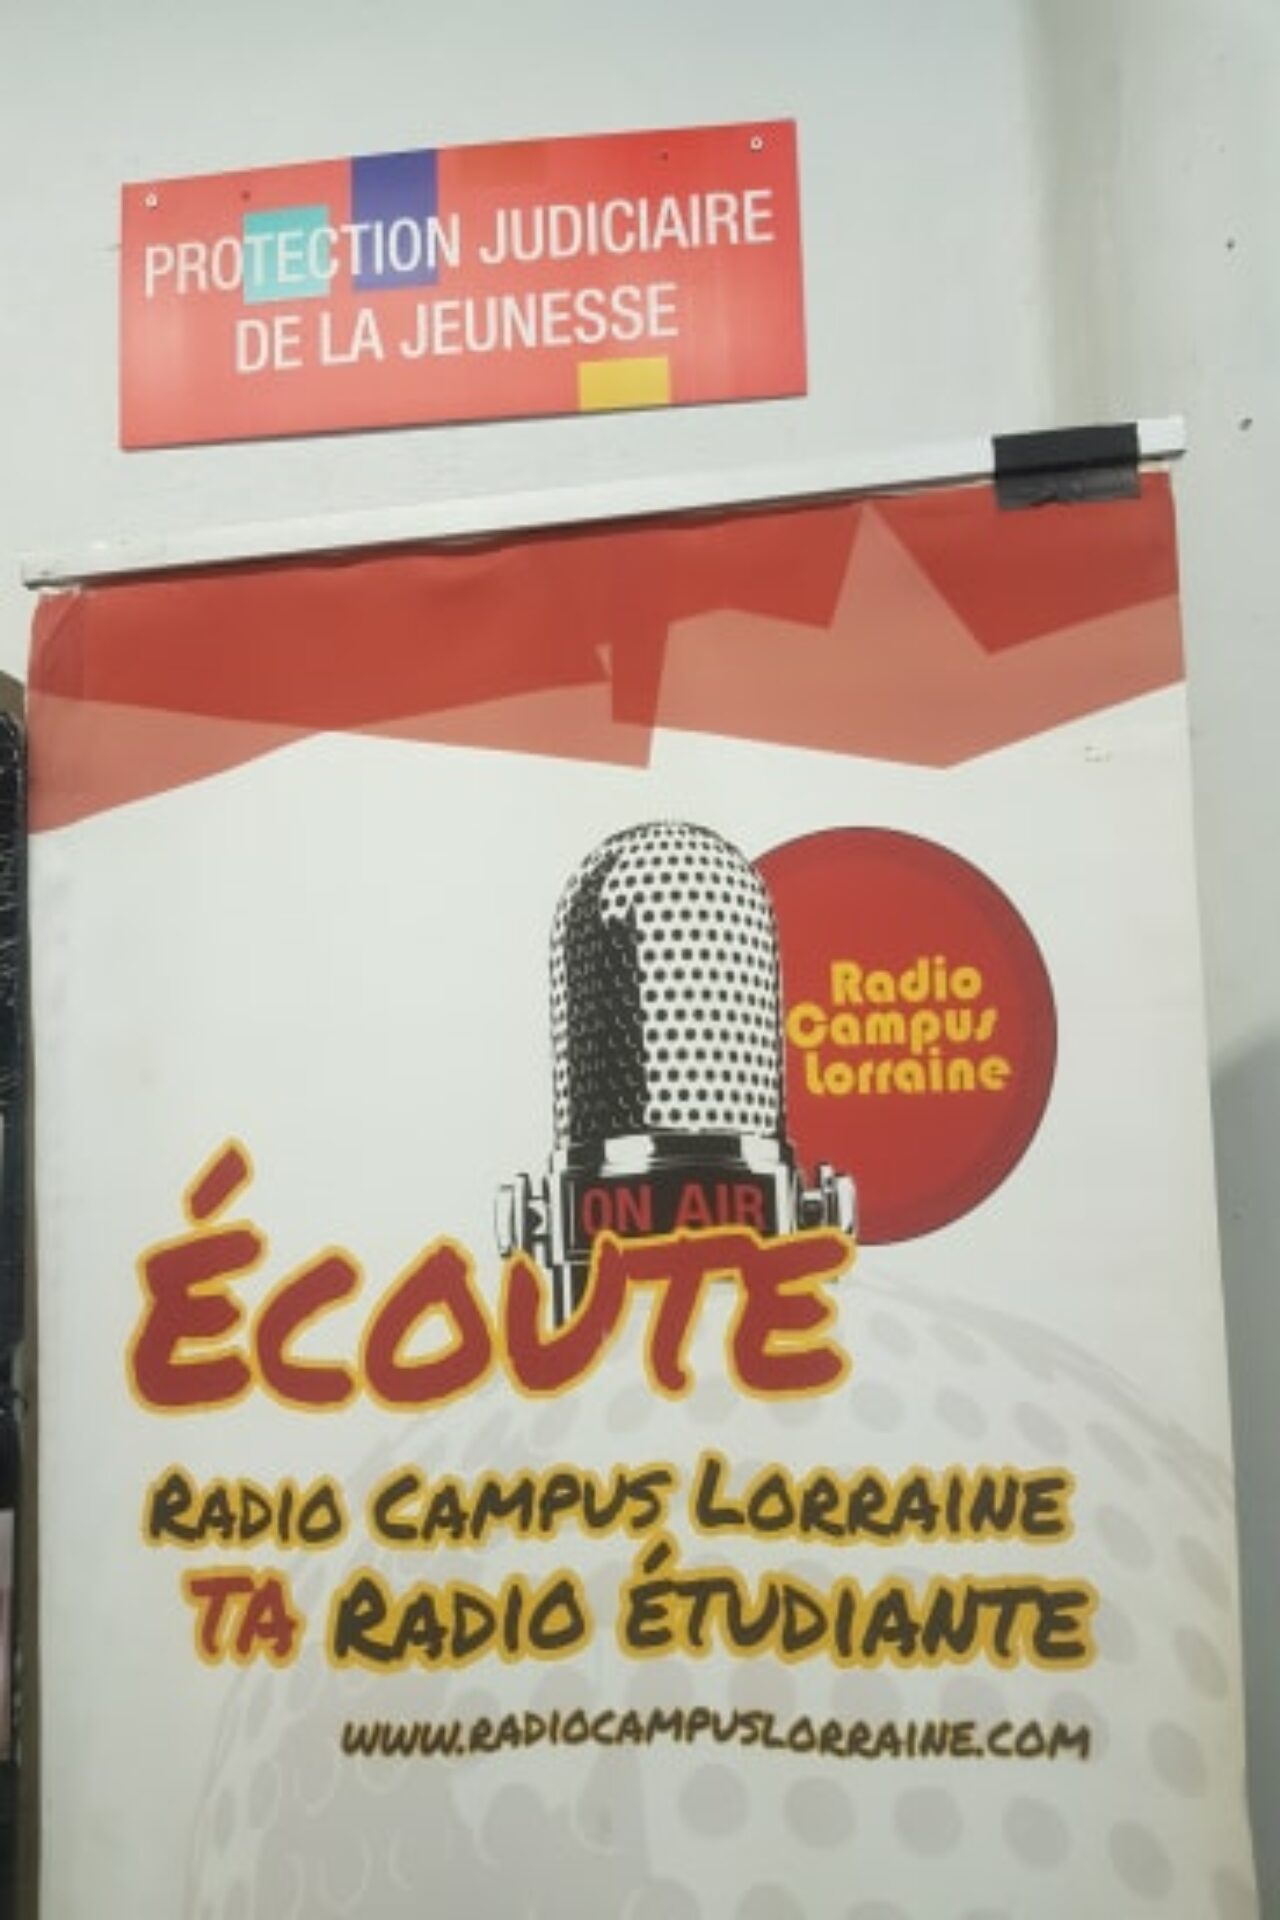 PROTECTION JUDICIAIRE
DE LA JEUNESSE
Radio
Campus
Lorraine
ON AIR
ÉCOUTE
RADIO CAMPUS LORRAINE
TA RADIO ÉTUDIANTE
WWW.RADIOCAMPUSLORRAINE.COM